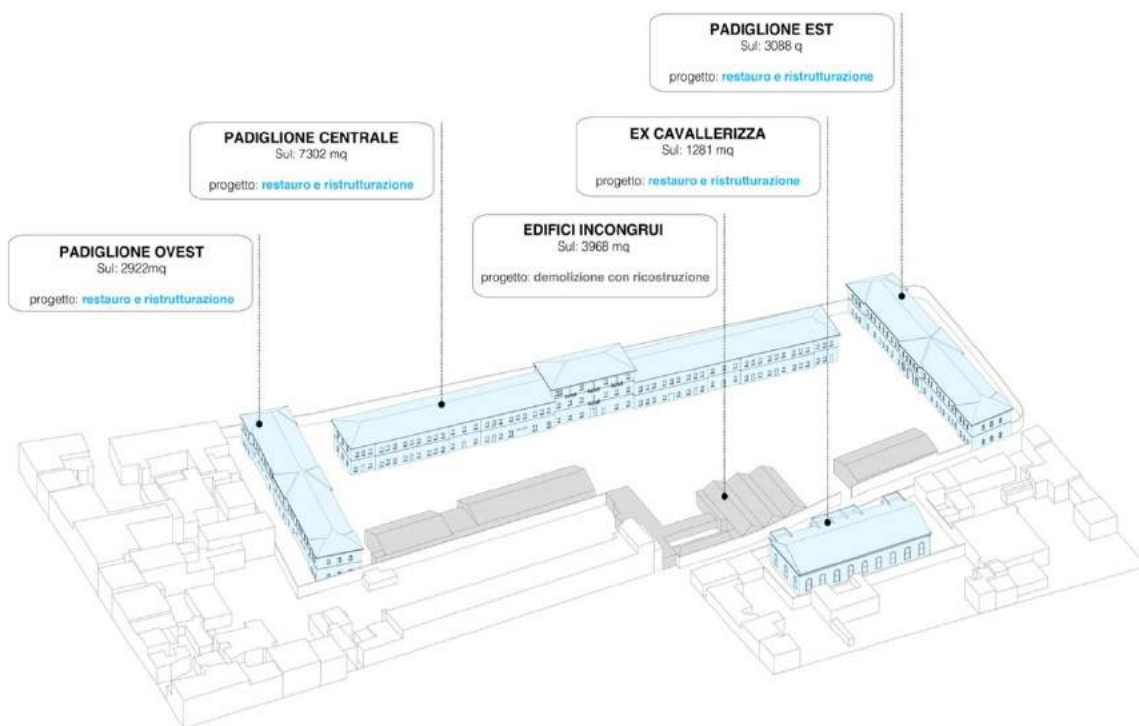 PADIGLIONE EST
Sul: 3088 q
progetto: restauro e ristrutturazione
PADIGLIONE CENTRALE
Sul: 7302 mq
progetto: restauro e ristrutturazione
EX CAVALLERIZZA
Sul: 1281 mq
progetto: restauro e ristrutturazione
EDIFICI INCONGRUI
Sul: 3968 mq
progetto: demolizione con ricostruzione
PADIGLIONE OVEST
Sul: 2922mq
progetto: restauro e ristrutturazione